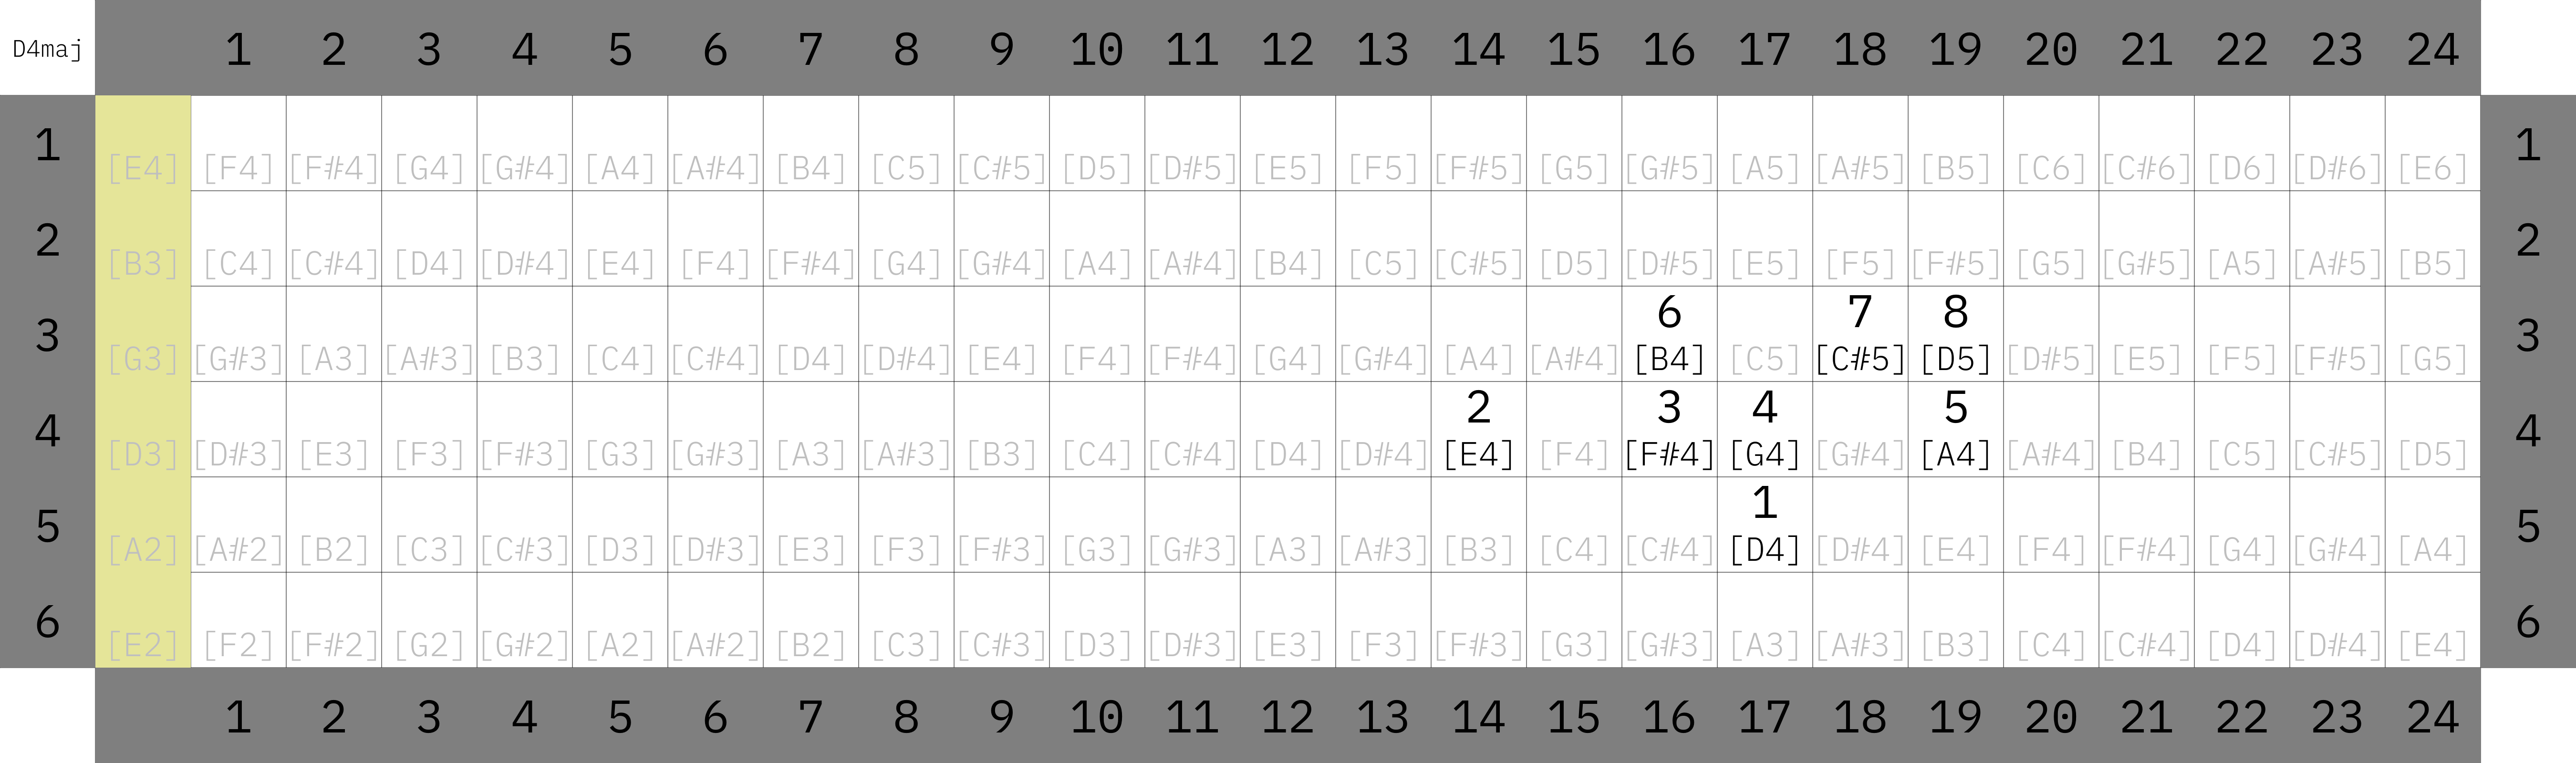 D4maj 1 2 3 4 5 6 7 8 9 10 11 12 13 14 15 16 17 18 19 20 21 22 23 24
1 [E4] [F4] [F#4] [G4] [G#4] [A4] [A#4] [B4] [C5] [C#5] [D5] [D#5] [E5] [F5] [F#5] [G5] [G#5] [A5] [A#5] [B5] [C6] [C#6] [D6] [D#6] [E6] 1
2 [B3] [C4] [C#4] [D4] [D#4] [E4] [F4] [F#4] [G4] [G#4] [A4] [A#4] [B4] [C5] [C#5] [D5] [D#5] [E5] [F5] [F#5] [G5] [G#5] [A5] [A#5] [B5] 2
6 7 8
3 [G3] [G#3] [A3] [A#3] [B3] [C4] [C#4] [D4] [D#4] [E4] [F4] [F#4] [G4] [G#4] [A4] [A#4] [B4] [C5] [C#5] [D5] [D#5] [E5] [F5] [F#5] [G5] 3
2 3 4 5
4 [D3] [D#3] [E3] [F3] [F#3] [G3] [G#3] [A3] [A#3] [B3] [C4] [C#4] [D4] [D#4] [E4] [F4] [F#4] [G4] [G#4] [A4] [A#4] [B4] [C5] [C#5] [D5] 4
1
5 [A2] [A#2] [B2] [C3] [C#3] [D3] [D#3] [E3] [F3] [F#3] [G3] [G#3] [A3] [A#3] [B3] [C4] [C#4] [D4] [D#4] [E4] [F4] [F#4] [G4] [G#4] [A4] 5
6 [E2] [F2] [F#2] [G2] [G#2] [A2] [A#2] [B2] [C3] [C#3] [D3] [D#3] [E3] [F3] [F#3] [G3] [G#3] [A3] [A#3] [B3] [C4] [C#4] [D4] [D#4] [E4] 6
1 2 3 4 5 6 7 8 9 10 11 12 13 14 15 16 17 18 19 20 21 22 23 24